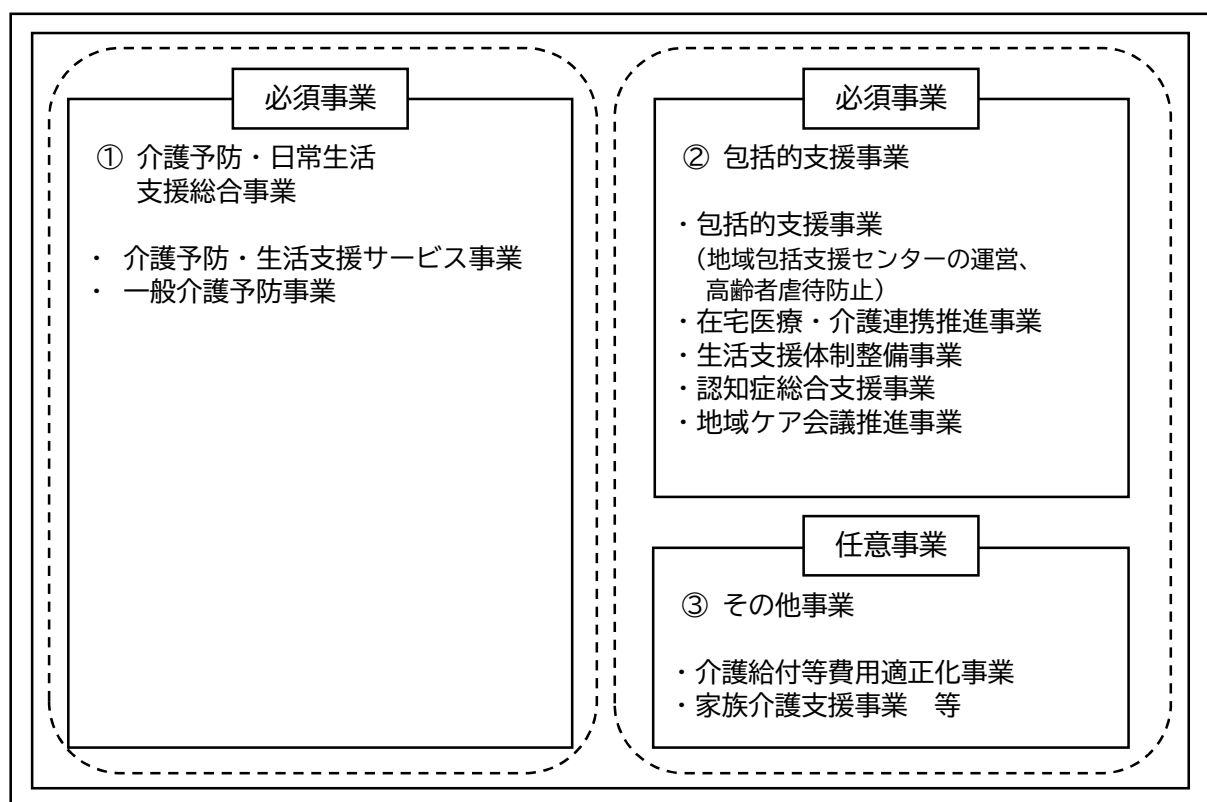 必須事業
① 介護予防・日常生活
支援総合事業
・ 介護予防・生活支援サービス事業
・ 一般介護予防事業
必須事業
② 包括的支援事業
・包括的支援事業
（地域包括支援センターの運営、
高齢者虐待防止）
・在宅医療・介護連携推進事業
・生活支援体制整備事業
・認知症総合支援事業
・地域ケア会議推進事業
任意事業
③ その他事業
・介護給付等費用適正化事業
・家族介護支援事業　等